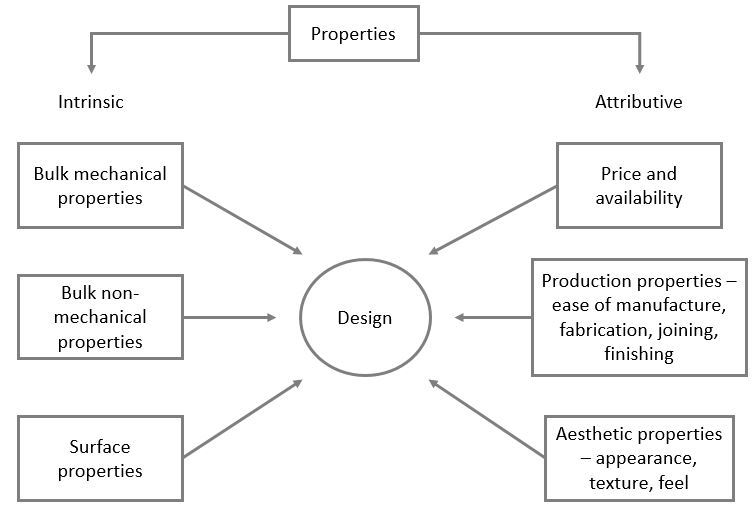 Properties
Intrinsic
Attributive
Bulk mechanical
properties
Price and
availability
Bulk non-
mechanical
properties
Design
Production properties –
ease of manufacture,
fabrication, joining,
finishing
Surface
properties
Aesthetic properties
– appearance,
texture, feel